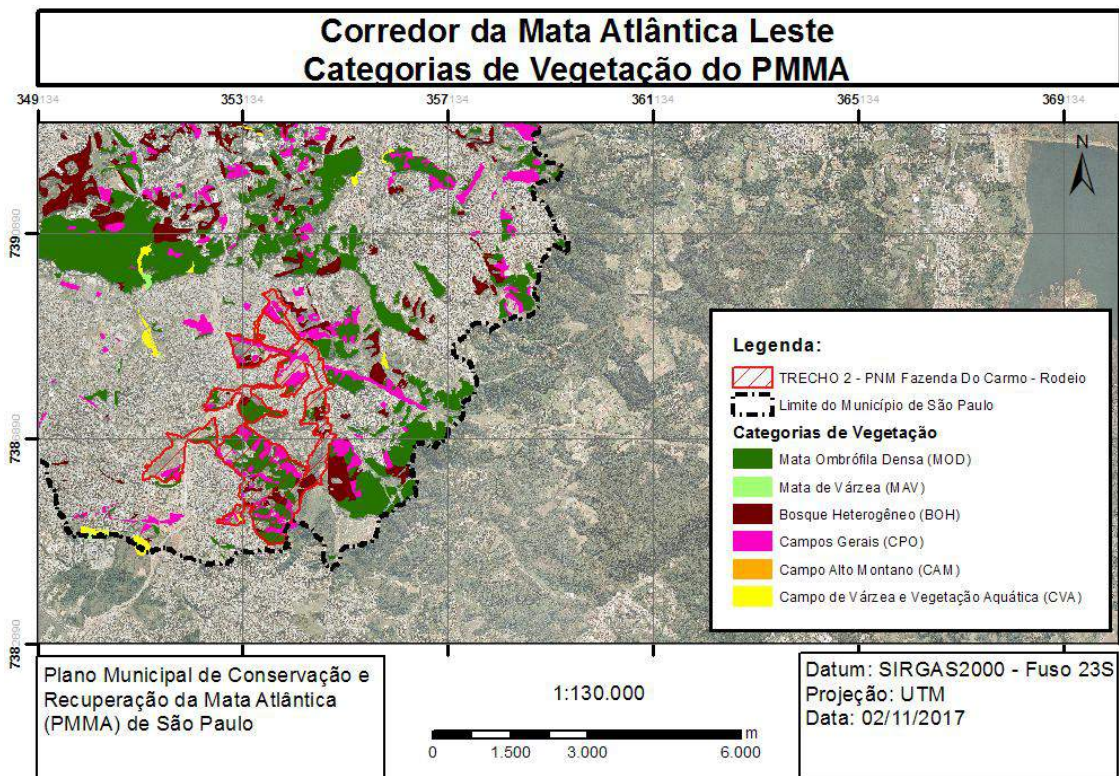 Corredor da Mata Atlântica Leste
Categorias de Vegetação do PMMA
349134 353134 357134 361134 365134 369134
N
Legenda:
TRECHO 2 - PNM Fazenda Do Carmo - Rodeio
Limite do Município de São Paulo
Categorias de Vegetação
Mata Ombrófila Densa (MOD)
Mata de Várzea (MAV)
Bosque Heterogêneo (BOH)
Campos Gerais (CPO)
Campo Alto Montano (CAM)
Campo de Várzea e Vegetação Aquática (CVA)
Plano Municipal de Conservação e
Recuperação da Mata Atlântica
(PMMA) de São Paulo
1:130.000
m
0 1.500 3.000 6.000
Datum: SIRGAS2000 - Fuso 23S
Projeção: UTM
Data: 02/11/2017